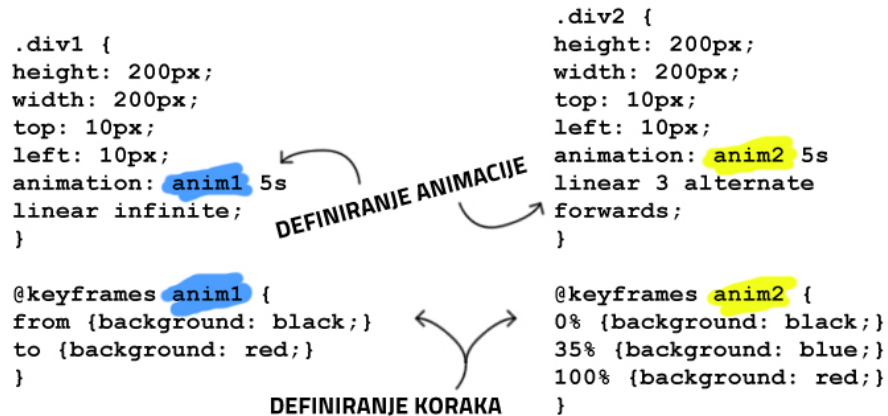 .div1 {
height: 200px;
width: 200px;
top: 10px;
left: 10px;
animation: anim1 5s
linear infinite;
}
@keyframes anim1 {
from {background: black;}
to {background: red;}
}
DEFINIRANJE ANIMACIJE
DEFINIRANJE KORAKA
.div2 {
height: 200px;
width: 200px;
top: 10px;
left: 10px;
animation: anim2 5s
linear 3 alternate
forwards;
}
@keyframes anim2 {
0% {background: black;}
35% {background: blue;}
100% {background: red;}
}